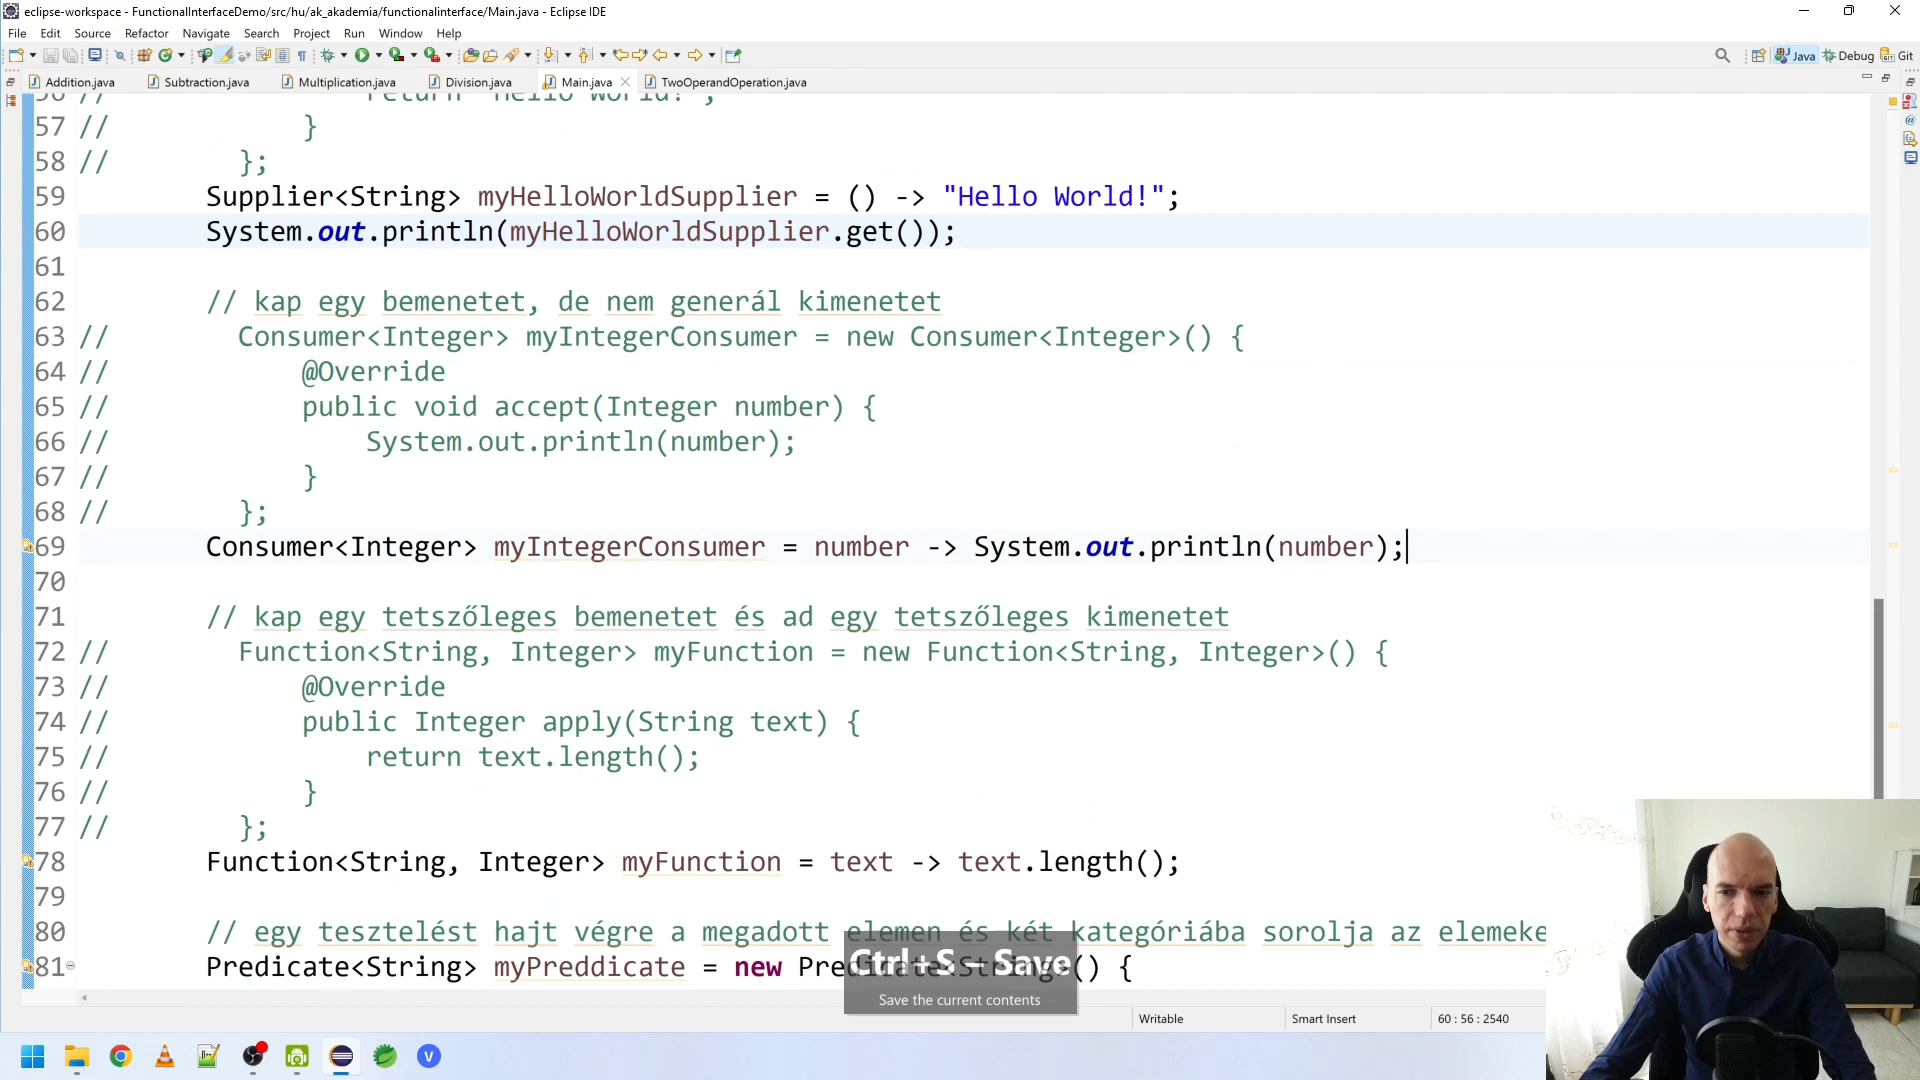 eclipse-workspace - FunctionalInterfaceDemo/src/hu/ak_akademia/functionalinterface/Main.java - Eclipse IDE
File Edit Source Refactor Navigate Search Project Run Window Help
Java Debug Git
Addition.java Subtraction.java Multiplication.java Division.java Main.java TwoOperandOperation.java
56 // return "Hello World!";
57 // }
58 // };
59 Supplier<String> myHelloWorldSupplier = () -> "Hello World!";
60 System.out.println(myHelloWorldSupplier.get());
61
62 // kap egy bemenetet, de nem generál kimenetet
63 // Consumer<Integer> myIntegerConsumer = new Consumer<Integer>() {
64 // @Override
65 // public void accept(Integer number) {
66 // System.out.println(number);
67 // }
68 // };
69 Consumer<Integer> myIntegerConsumer = number -> System.out.println(number);
70
71 // kap egy tetszőleges bemenetet és ad egy tetszőleges kimenetet
72 // Function<String, Integer> myFunction = new Function<String, Integer>() {
73 // @Override
74 // public Integer apply(String text) {
75 // return text.length();
76 // }
77 // };
78 Function<String, Integer> myFunction = text -> text.length();
79
80 // egy tesztelést hajt végre a megadott elemen és két kategóriába sorolja az elemeke
81 Predicate<String> myPreddicate = new Predicate<String>() {
Ctrl+S – Save
Save the current contents
Writable Smart Insert 60 : 56 : 2540